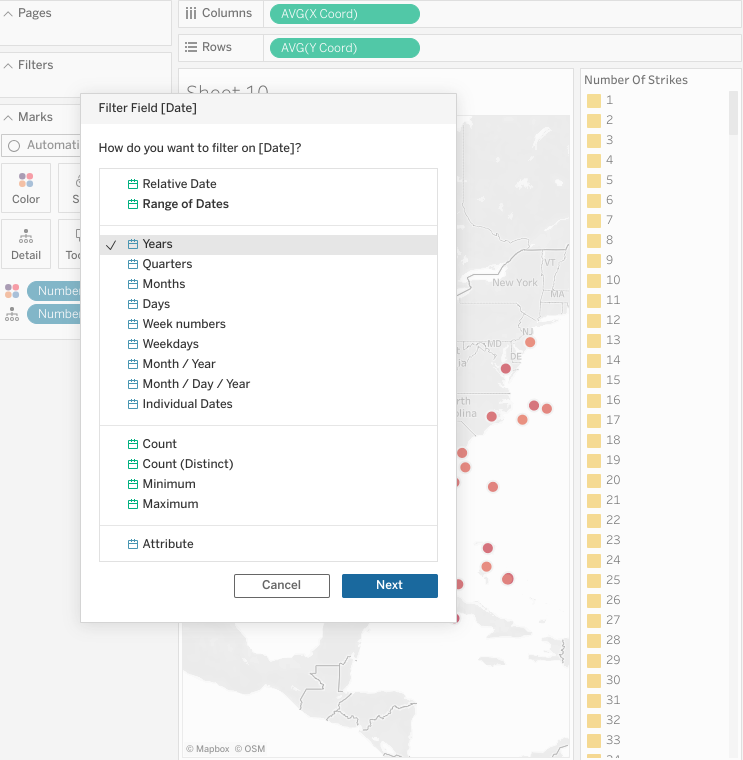 Pages
Columns
AVG(X Coord)
Rows
AVG(Y Coord)
Filters
Marks
Automati
Color
S
Detail
Too
Number
Number
Sheet 10
Filter Field [Date]
How do you want to filter on [Date]?
Relative Date
Range of Dates
Years
Quarters
Months
Days
Week numbers
Weekdays
Month / Year
Month / Day / Year
Individual Dates
Count
Count (Distinct)
Minimum
Maximum
Attribute
Cancel
Next
VT
New York
MA
NJ
MD
DE
ia
rth
olina
© Mapbox © OSM
Number Of Strikes
1
2
3
4
5
6
7
8
9
10
11
12
13
14
15
16
17
18
19
20
21
22
23
24
25
26
27
28
29
30
31
32
33